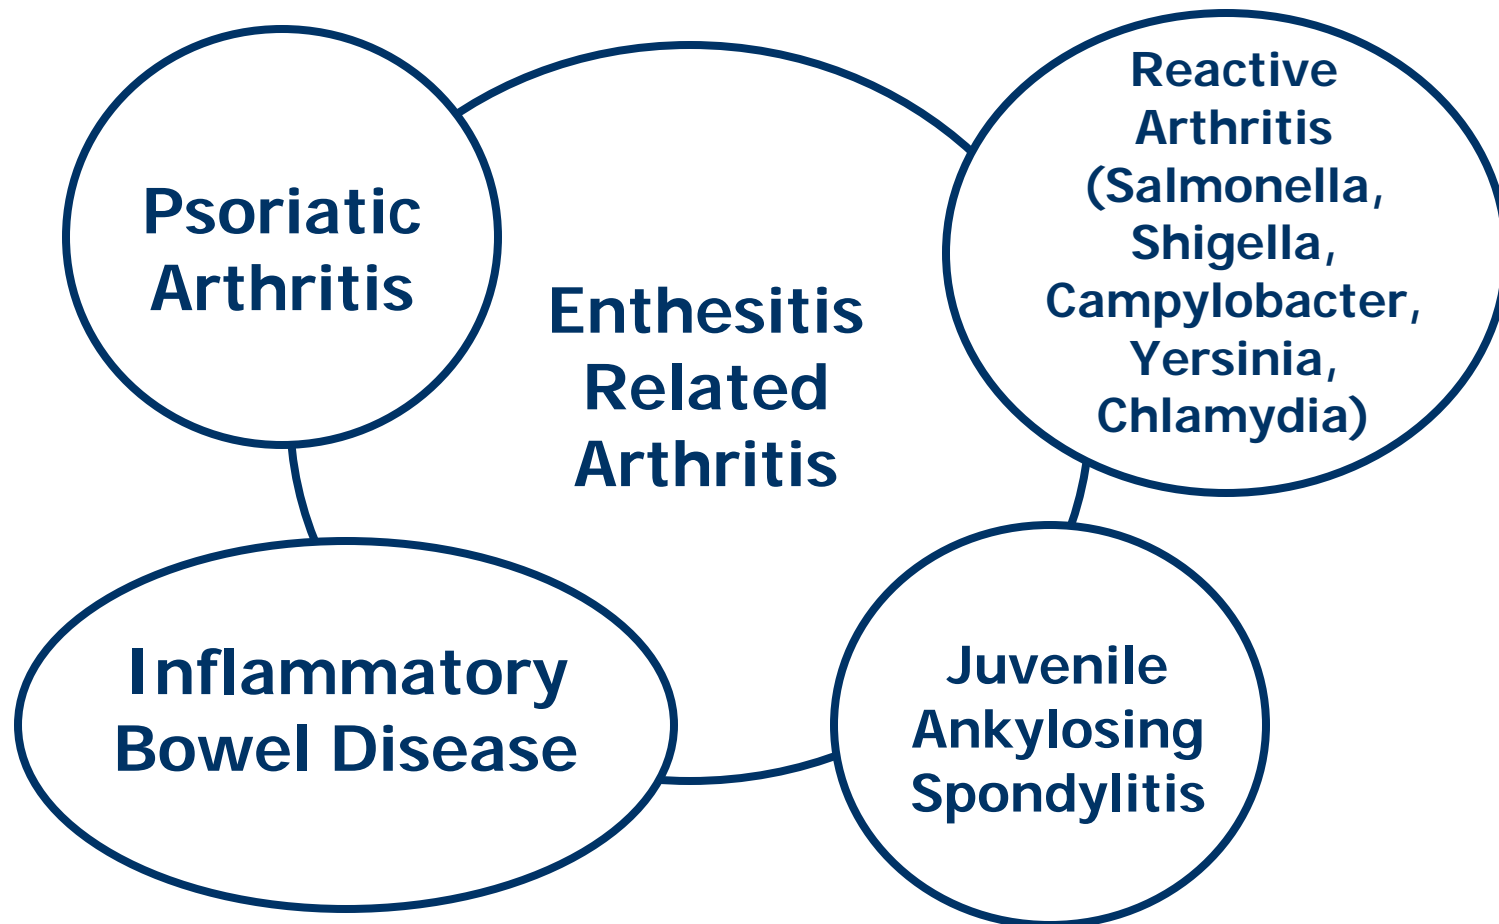 Psoriatic
Arthritis
Enthesitis
Related
Arthritis
Reactive
Arthritis
(Salmonella,
Shigella,
Campylobacter,
Yersinia,
Chlamydia)
Inflammatory
Bowel Disease
Juvenile
Ankylosing
Spondylitis